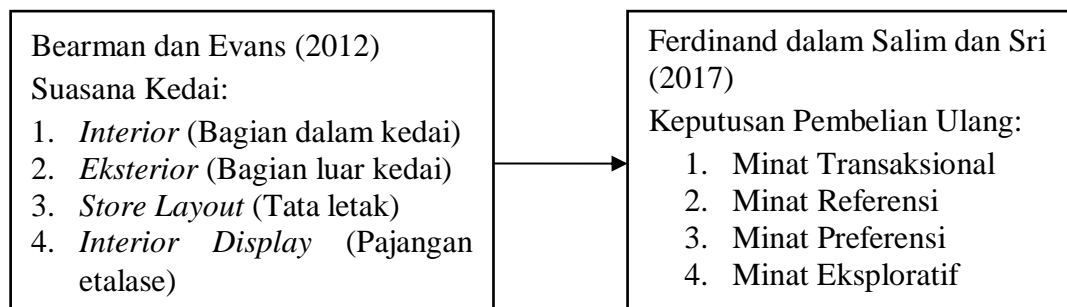 Bearman dan Evans (2012)
Suasana Kedai:
1. Interior (Bagian dalam kedai)
2. Eksterior (Bagian luar kedai)
3. Store Layout (Tata letak)
4. Interior Display (Pajangan
etalase)
Ferdinand dalam Salim dan Sri
(2017)
Keputusan Pembelian Ulang:
1. Minat Transaksional
2. Minat Referensi
3. Minat Preferensi
4. Minat Eksploratif